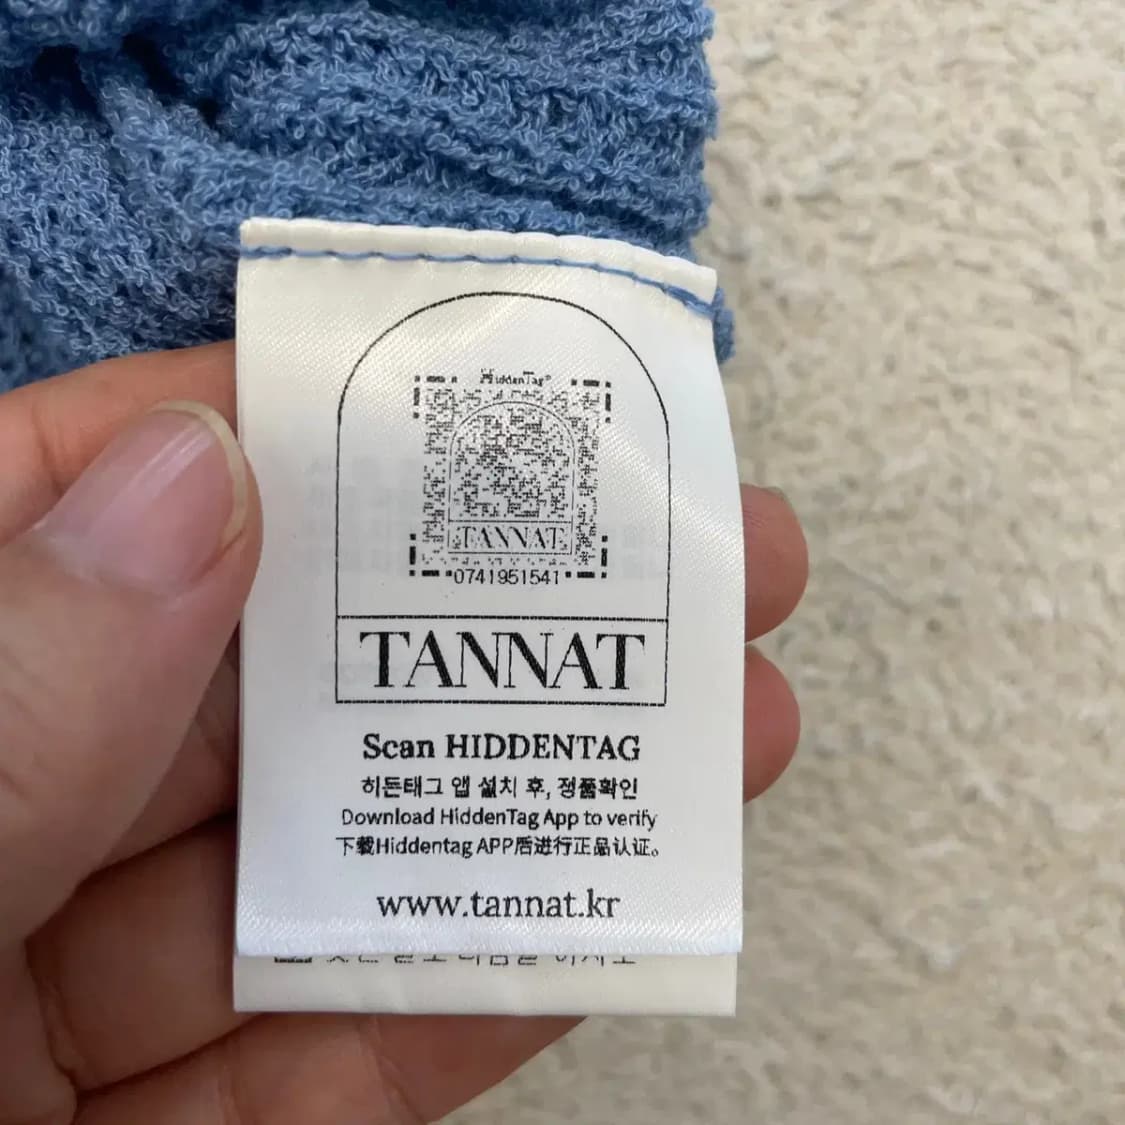 HiddenTag®
TANNAT
0741951541
TANNAT
Scan HIDDENTAG
히든태그 앱 설치 후, 정품확인
Download HiddenTag App to verify
下载Hiddentag APP后进行正品认证。
www.tannat.kr